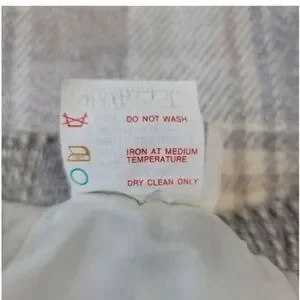 DO NOT WASH
IRON AT MEDIUM
TEMPERATURE
DRY CLEAN ONLY